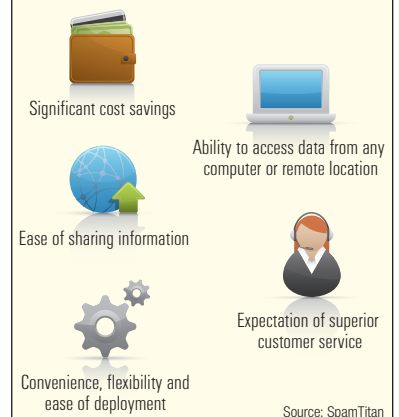 Significant cost savings
Ability to access data from any
computer or remote location
Ease of sharing information
Expectation of superior
customer service
Convenience, flexibility and
ease of deployment
Source: SpamTitan